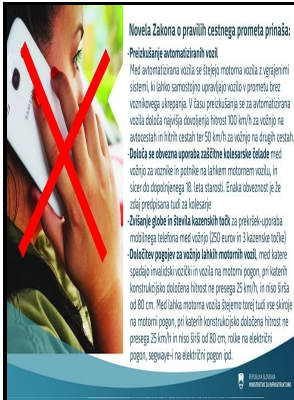 Novela Zakona o pravilih cestnega prometa prinaša:
-Preizkušanje avtomatiziranih vozil
Med avtomatizirana vozila se štejejo motorna vozila z vgrajenimi
sistemi, ki lahko samostojno upravljajo vozilo v prometu brez
voznikovega ukrepanja. V času preizkušanja se za avtomatizirana
vozila določa najvišja dovoljena hitrost 100 km/h za vožnjo na
avtocestah in hitrih cestah ter 50 km/h za vožnjo na drugih cestah.
-Določa se obvezna uporaba zaščitne kolesarske čelade med
vožnjo za voznike in potnike na lahkem motornem vozilu, in
sicer do dopolnjenega 18. leta starosti. Enaka obveznost je že
zdaj predpisana tudi za kolesarje
-Zvišanje globe in števila kazenskih točk za prekršek-uporaba
mobilnega telefona med vožnjo (250 eurov in 3 kazenske točke)
-Določitev pogojev za vožnjo lahkih motornih vozil, med katere
spadajo invalidski vozički in vozila na motorni pogon, pri katerih
konstrukcijsko določena hitrost ne presega 25 km/h, in niso širša
od 80 cm. Med lahka motorna vozila štejemo torej tudi vse skiroje
na motorni pogon, pri katerih konstrukcijsko določena hitrost ne
presega 25 km/h in niso širši od 80 cm, rolke na električni
pogon, segwaye-i na električni pogon ipd.
REPUBLIKA SLOVENIJA
MINISTRSTVO ZA INFRASTRUKTURO